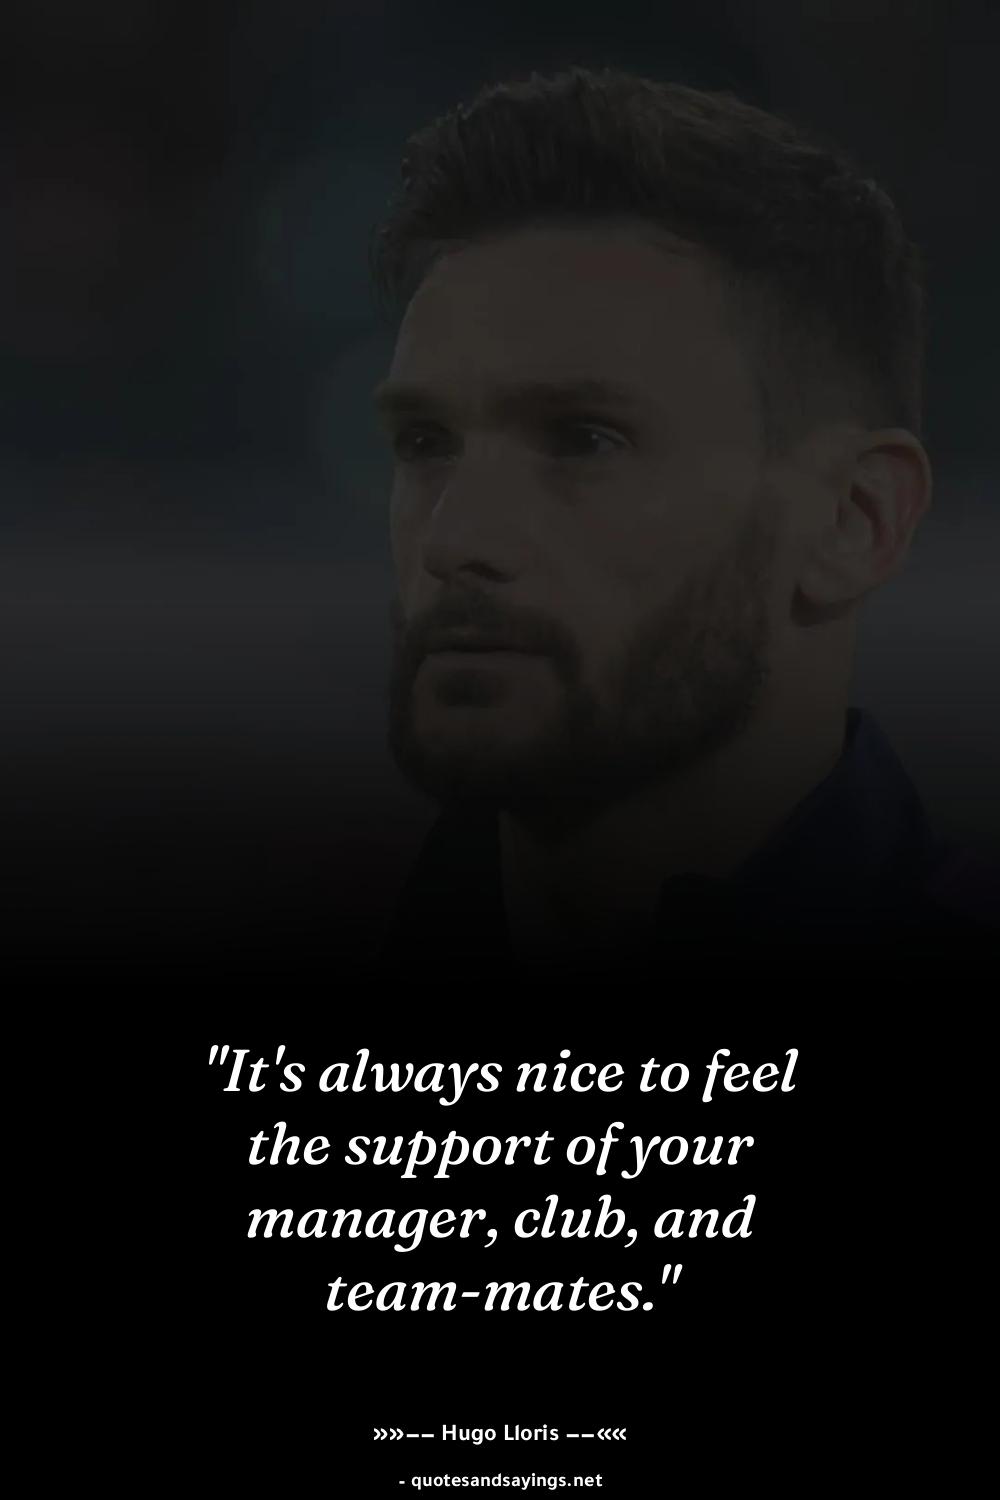 "It's always nice to feel
the support of your
manager, club, and
team-mates."
»»–– Hugo Lloris ––««
- quotesandsayings.net